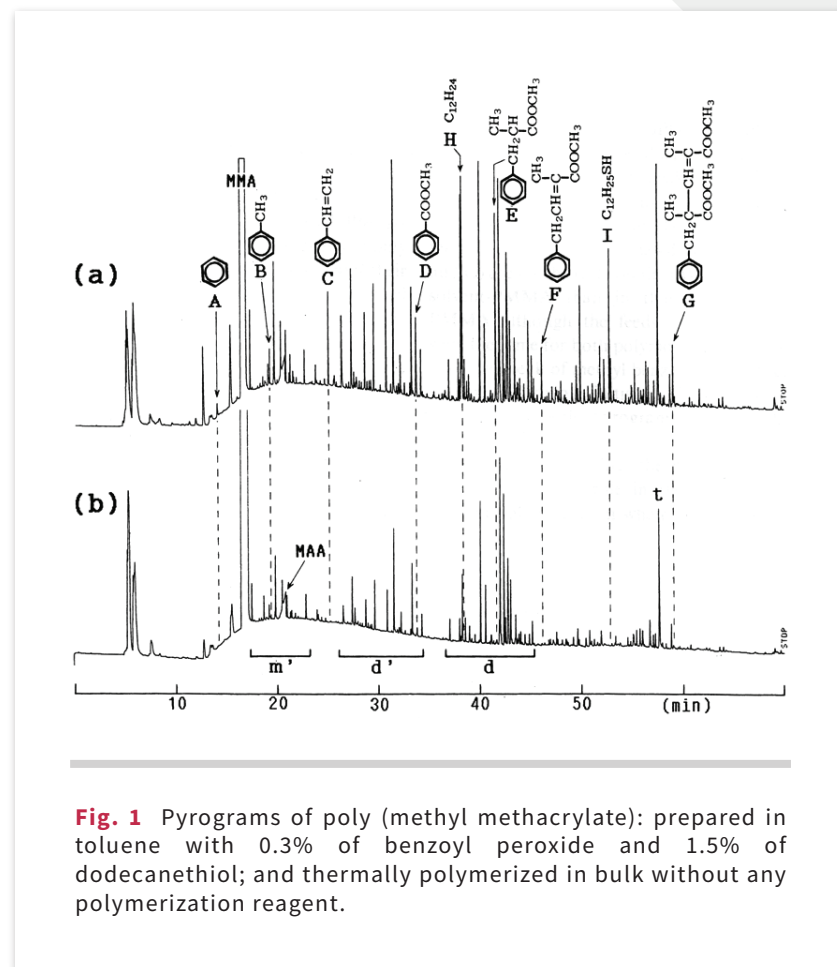 C12H24
H
CH3
CH2CH
COOCH3
COOCH3
E
CH3
CH2CH=C
COOCH3
COOCH3
F
C12H25SH
I
CH3
CH3
CH2C-CH=C
COOCH3
COOCH3
G
MMA
A
CH3
B
CH=CH2
C
COOCH3
D
(a)
STOP
(b)
MAA
t
STOP
m' d' d
10 20 30 40 50 (min)
Fig. 1 Pyrograms of poly (methyl methacrylate): prepared in
toluene with 0.3% of benzoyl peroxide and 1.5% of
dodecanethiol; and thermally polymerized in bulk without any
polymerization reagent.